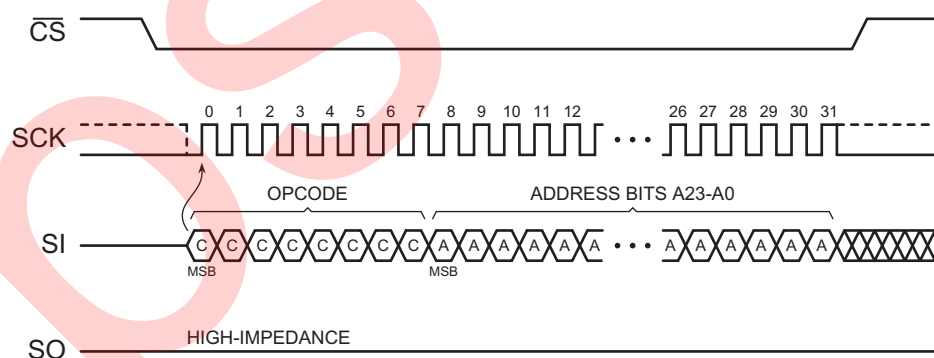 CS
0 1 2 3 4 5 6 7 8 9 10 11 12 26 27 28 29 30 31
SCK
OPCODE ADDRESS BITS A23-A0
SI C C C C C C C C A A A A A A A A A A A A
MSB MSB
HIGH-IMPEDANCE
SO